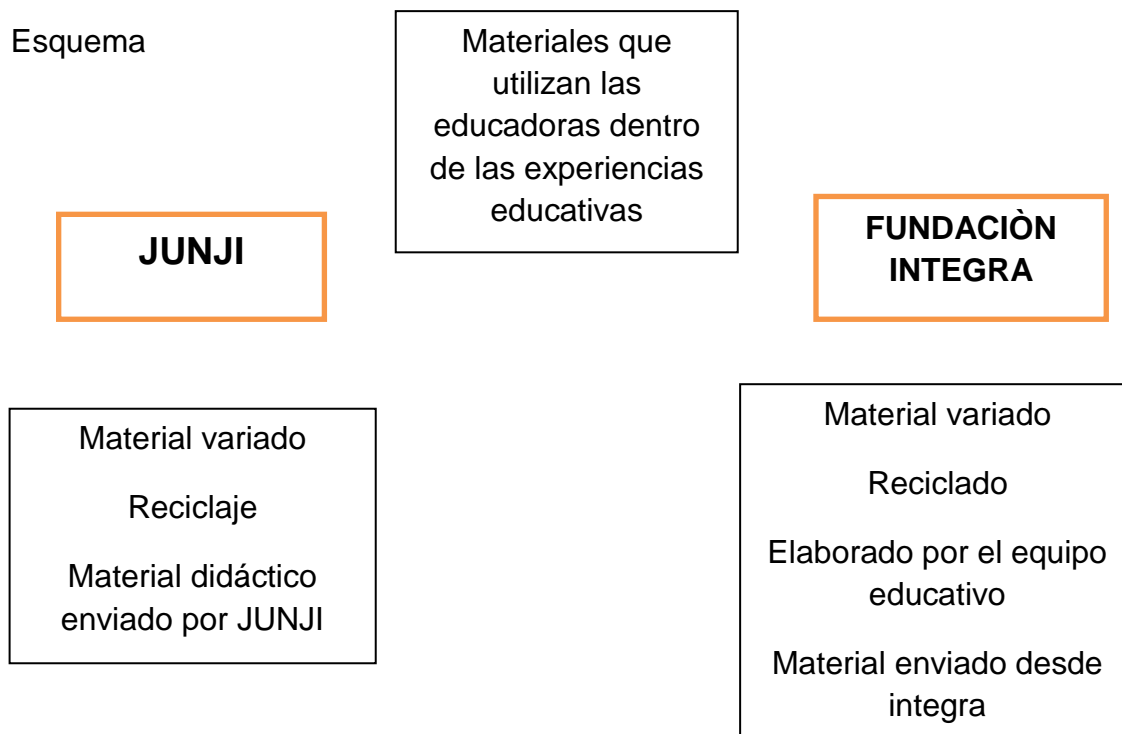 Esquema
Materiales que
utilizan las
educadoras dentro
de las experiencias
educativas
JUNJI
FUNDACIÒN
INTEGRA
Material variado
Reciclaje
Material didáctico
enviado por JUNJI
Material variado
Reciclado
Elaborado por el equipo
educativo
Material enviado desde
integra